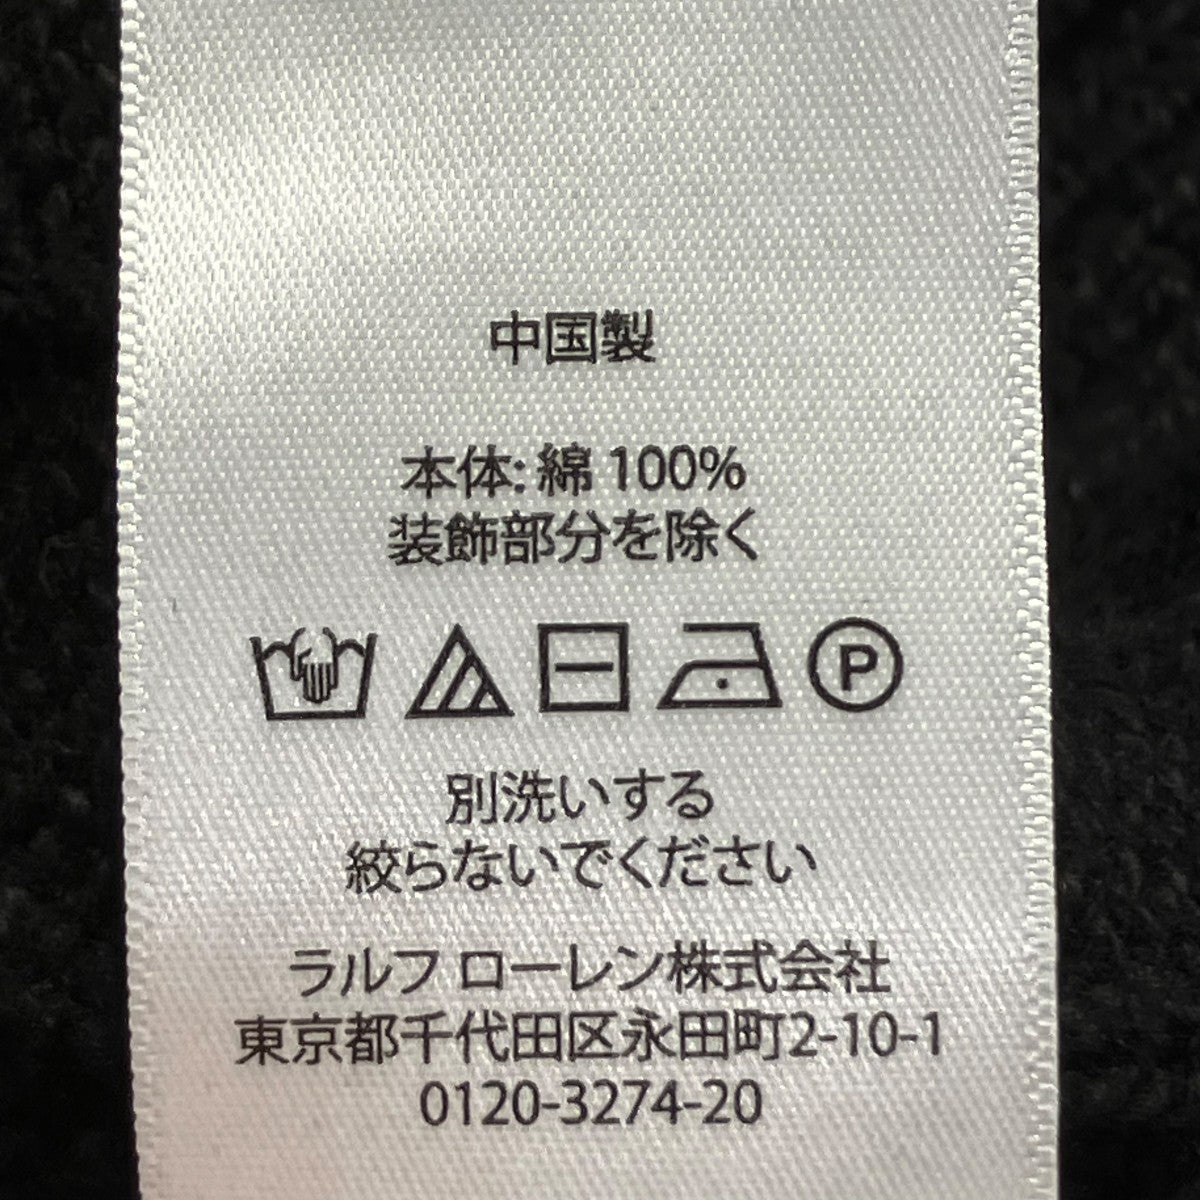 中国製
本体: 綿 100%
装飾部分を除く
P
別洗いする
絞らないでください
ラルフ ローレン株式会社
東京都千代田区永田町2-10-1
0120-3274-20